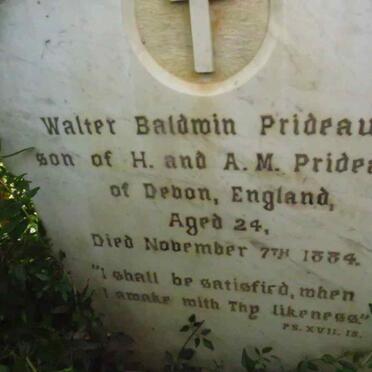 Walter Baldwin Prideau
son of H. and A.M. Pridea
of Devon, England,
Aged 24,
Died November 7TH 1884.
"I shall be satisfied, when
I awake with Thy likeness."
PS. XVII. 15.